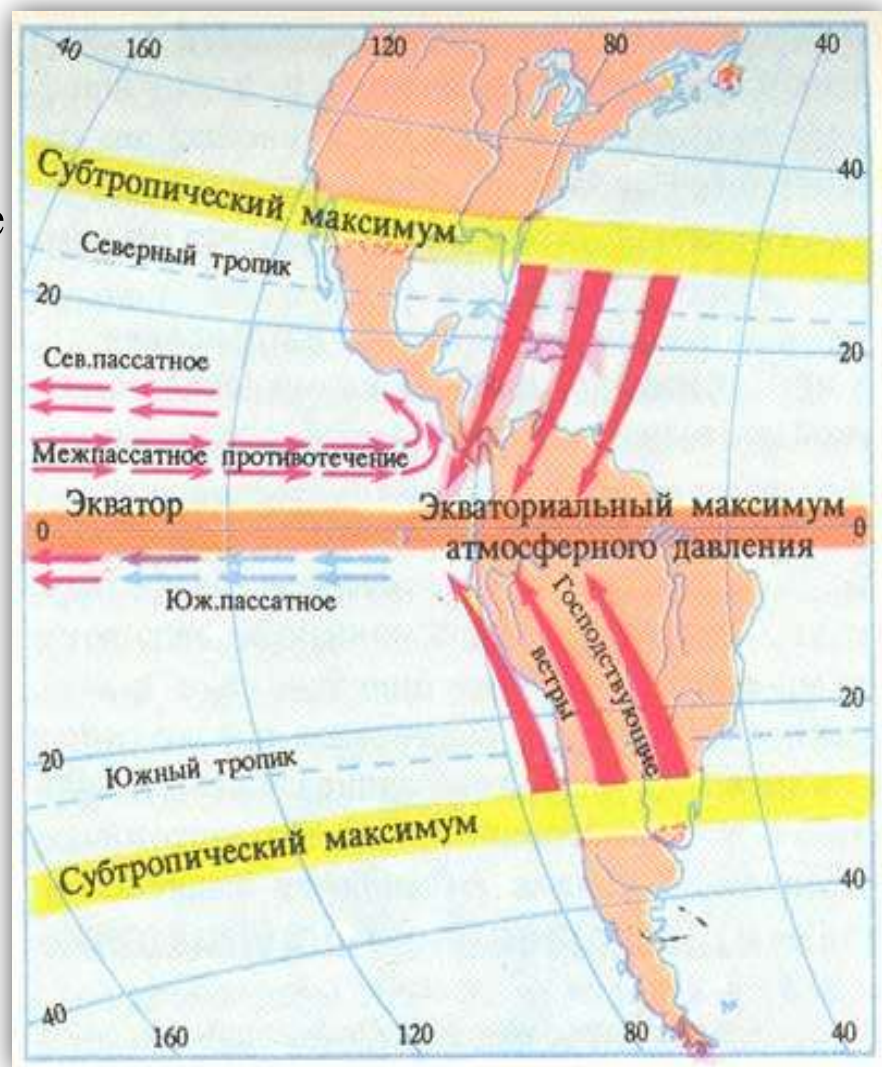 40 160 120 80 40
40
е
Субтропический максимум
Северный тропик
20
20
Сев.пассатное
Межпассатное противотечение
Экватор
Экваториальный максимум
0
0
атмосферного давления
Юж.пассатное
Господствующие
ветры
20
20
Южный тропик
Субтропический максимум
40
40
160 120 80 40